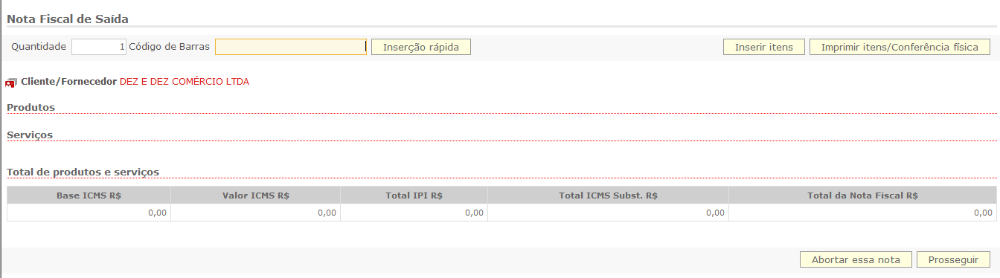 Nota Fiscal de Saída
Quantidade 1 Código de Barras Inserção rápida Inserir itens Imprimir itens/Conferência física
Cliente/Fornecedor DEZ E DEZ COMÉRCIO LTDA
Produtos
Serviços
Total de produtos e serviços
Base ICMS R$ Valor ICMS R$ Total IPI R$ Total ICMS Subst. R$ Total da Nota Fiscal R$
0,00 0,00 0,00 0,00 0,00
Abortar essa nota Prosseguir